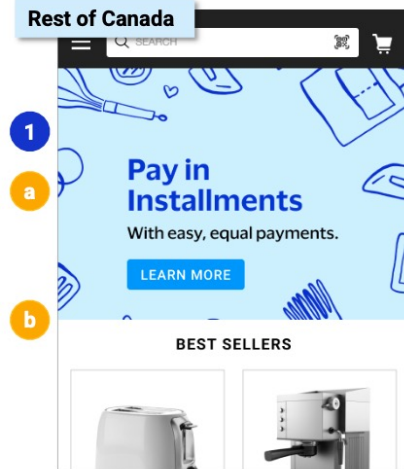 Rest of Canada
SEARCH
1
Pay in
Installments
a
With easy, equal payments.
LEARN MORE
b
BEST SELLERS